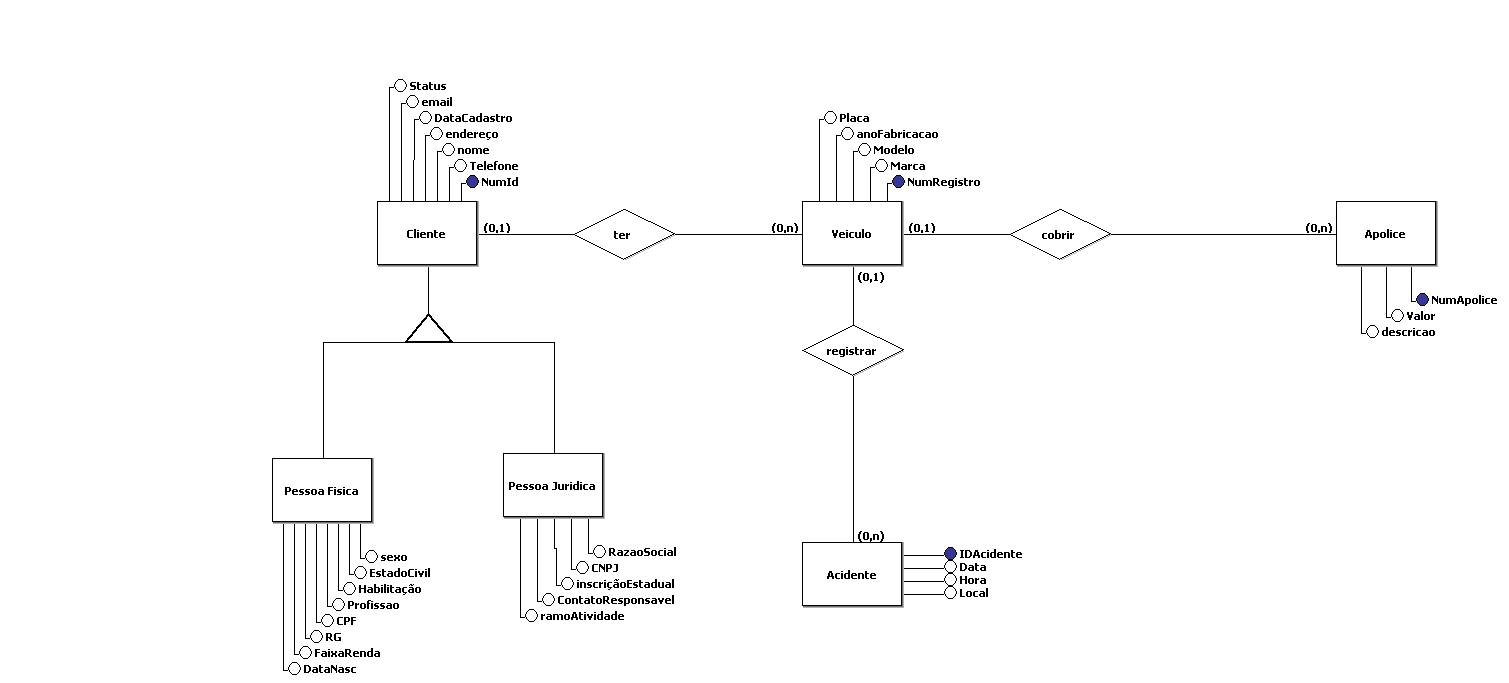 Status
email
DataCadastro
endereço
nome
Telefone
NumId
Cliente
(0,1)
ter
(0,n)
Placa
anoFabricacao
Modelo
Marca
NumRegistro
Veiculo
(0,1)
cobrir
(0,n)
Apolice
NumApolice
Valor
descricao
(0,1)
registrar
(0,n)
Acidente
IDAcidente
Data
Hora
Local
Pessoa Fisica
sexo
EstadoCivil
Habilitação
Profissao
CPF
RG
FaixaRenda
DataNasc
Pessoa Juridica
RazaoSocial
CNPJ
inscriçãoEstadual
ContatoResponsavel
ramoAtividade